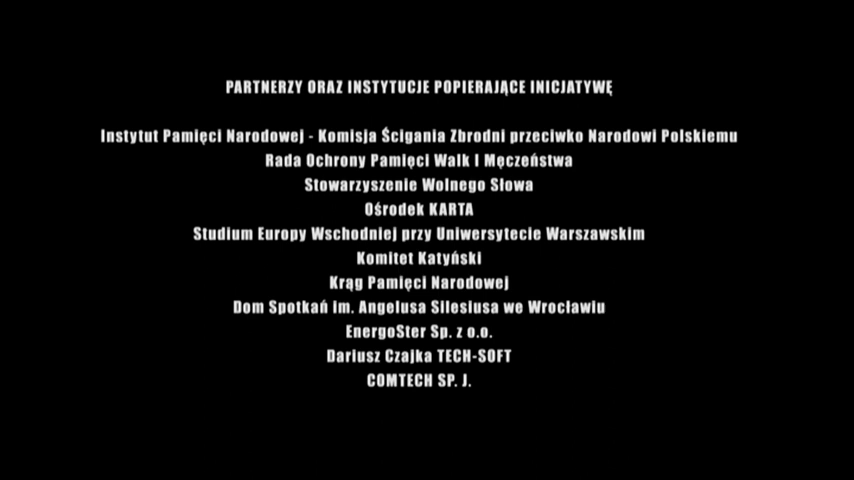 PARTNERZY ORAZ INSTYTUCJE POPIERAJĄCE INICJATYWĘ
Instytut Pamięci Narodowej - Komisja Ścigania Zbrodni przeciwko Narodowi Polskiemu
Rada Ochrony Pamięci Walk I Męczeństwa
Stowarzyszenie Wolnego Słowa
Ośrodek KARTA
Studium Europy Wschodniej przy Uniwersytecie Warszawskim
Komitet Katyński
Krąg Pamięci Narodowej
Dom Spotkań im. Angelusa Silesiusa we Wrocławiu
EnergoSter Sp. z o.o.
Dariusz Czajka TECH-SOFT
COMTECH SP. J.